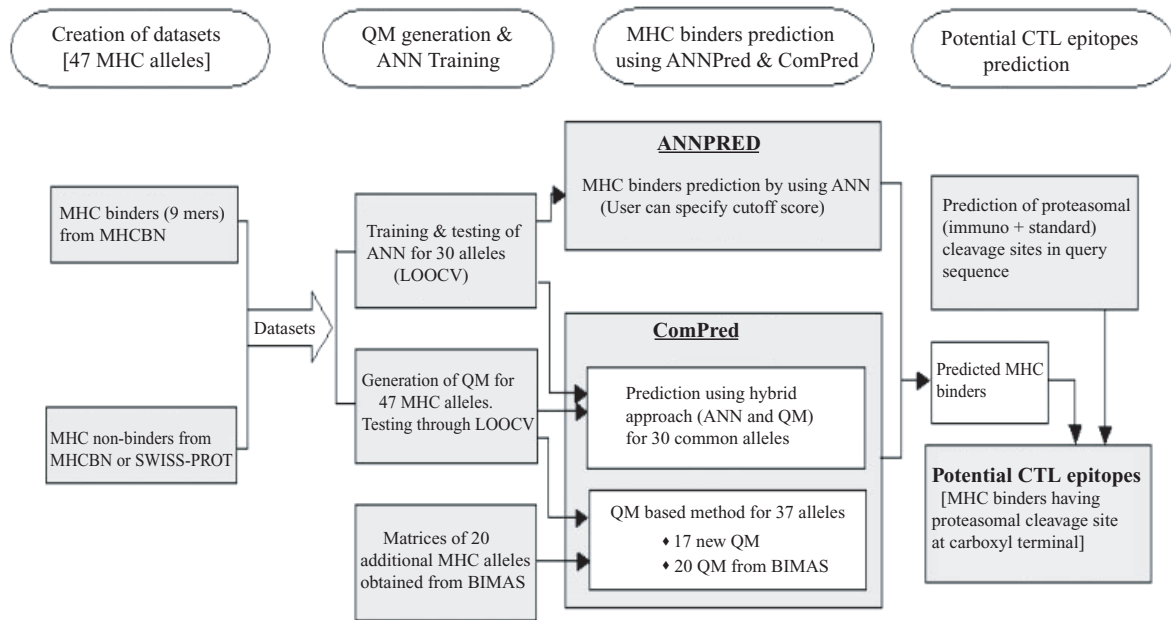 Creation of datasets
[47 MHC alleles]
QM generation &
ANN Training
MHC binders prediction
using ANNPred & ComPred
Potential CTL epitopes
prediction
MHC binders (9 mers)
from MHCBN
MHC non-binders from
MHCBN or SWISS-PROT
Datasets
Training & testing of
ANN for 30 alleles
(LOOCV)
Generation of QM for
47 MHC alleles.
Testing through LOOCV
Matrices of 20
additional MHC alleles
obtained from BIMAS
ANNPRED
MHC binders prediction by using ANN
(User can specify cutoff score)
ComPred
Prediction using hybrid
approach (ANN and QM)
for 30 common alleles
QM based method for 37 alleles
♦ 17 new QM
♦ 20 QM from BIMAS
Prediction of proteasomal
(immuno + standard)
cleavage sites in query
sequence
Predicted MHC
binders
Potential CTL epitopes
[MHC binders having
proteasomal cleavage site
at carboxyl terminal]